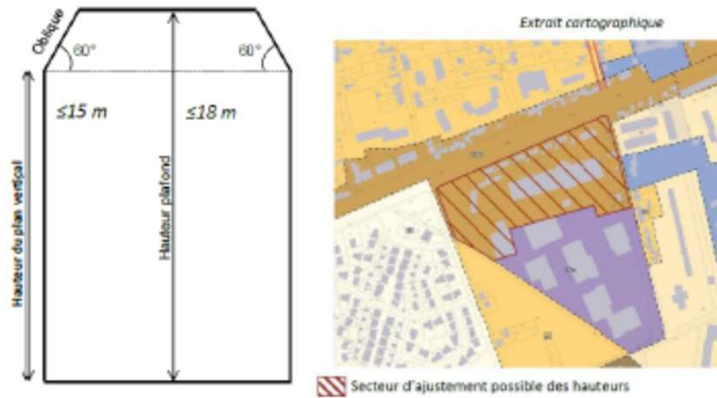 Extrait cartographique
Oblique
60°
60°
≤15 m
≤18 m
Hauteur du plan vertical
Hauteur plafond
Secteur d'ajustement possible des hauteurs